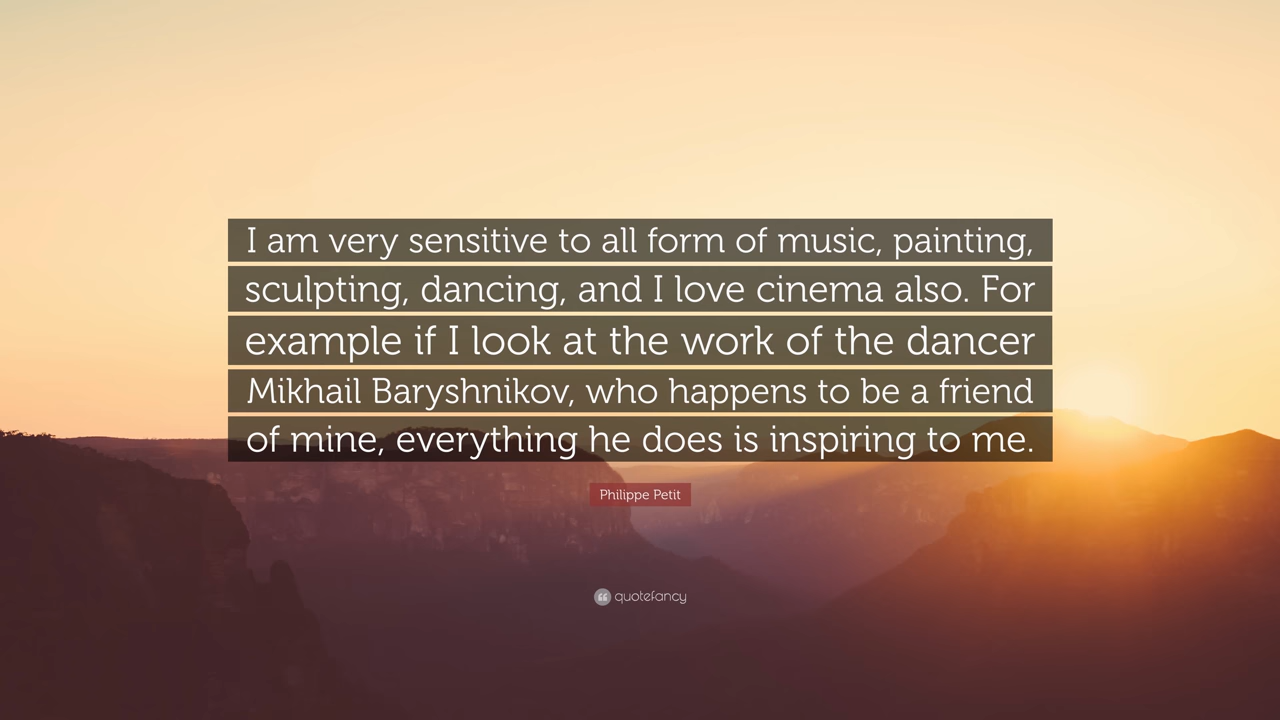 I am very sensitive to all form of music, painting,
sculpting, dancing, and I love cinema also. For
example if I look at the work of the dancer
Mikhail Baryshnikov, who happens to be a friend
of mine, everything he does is inspiring to me.
Philippe Petit
quotefancy